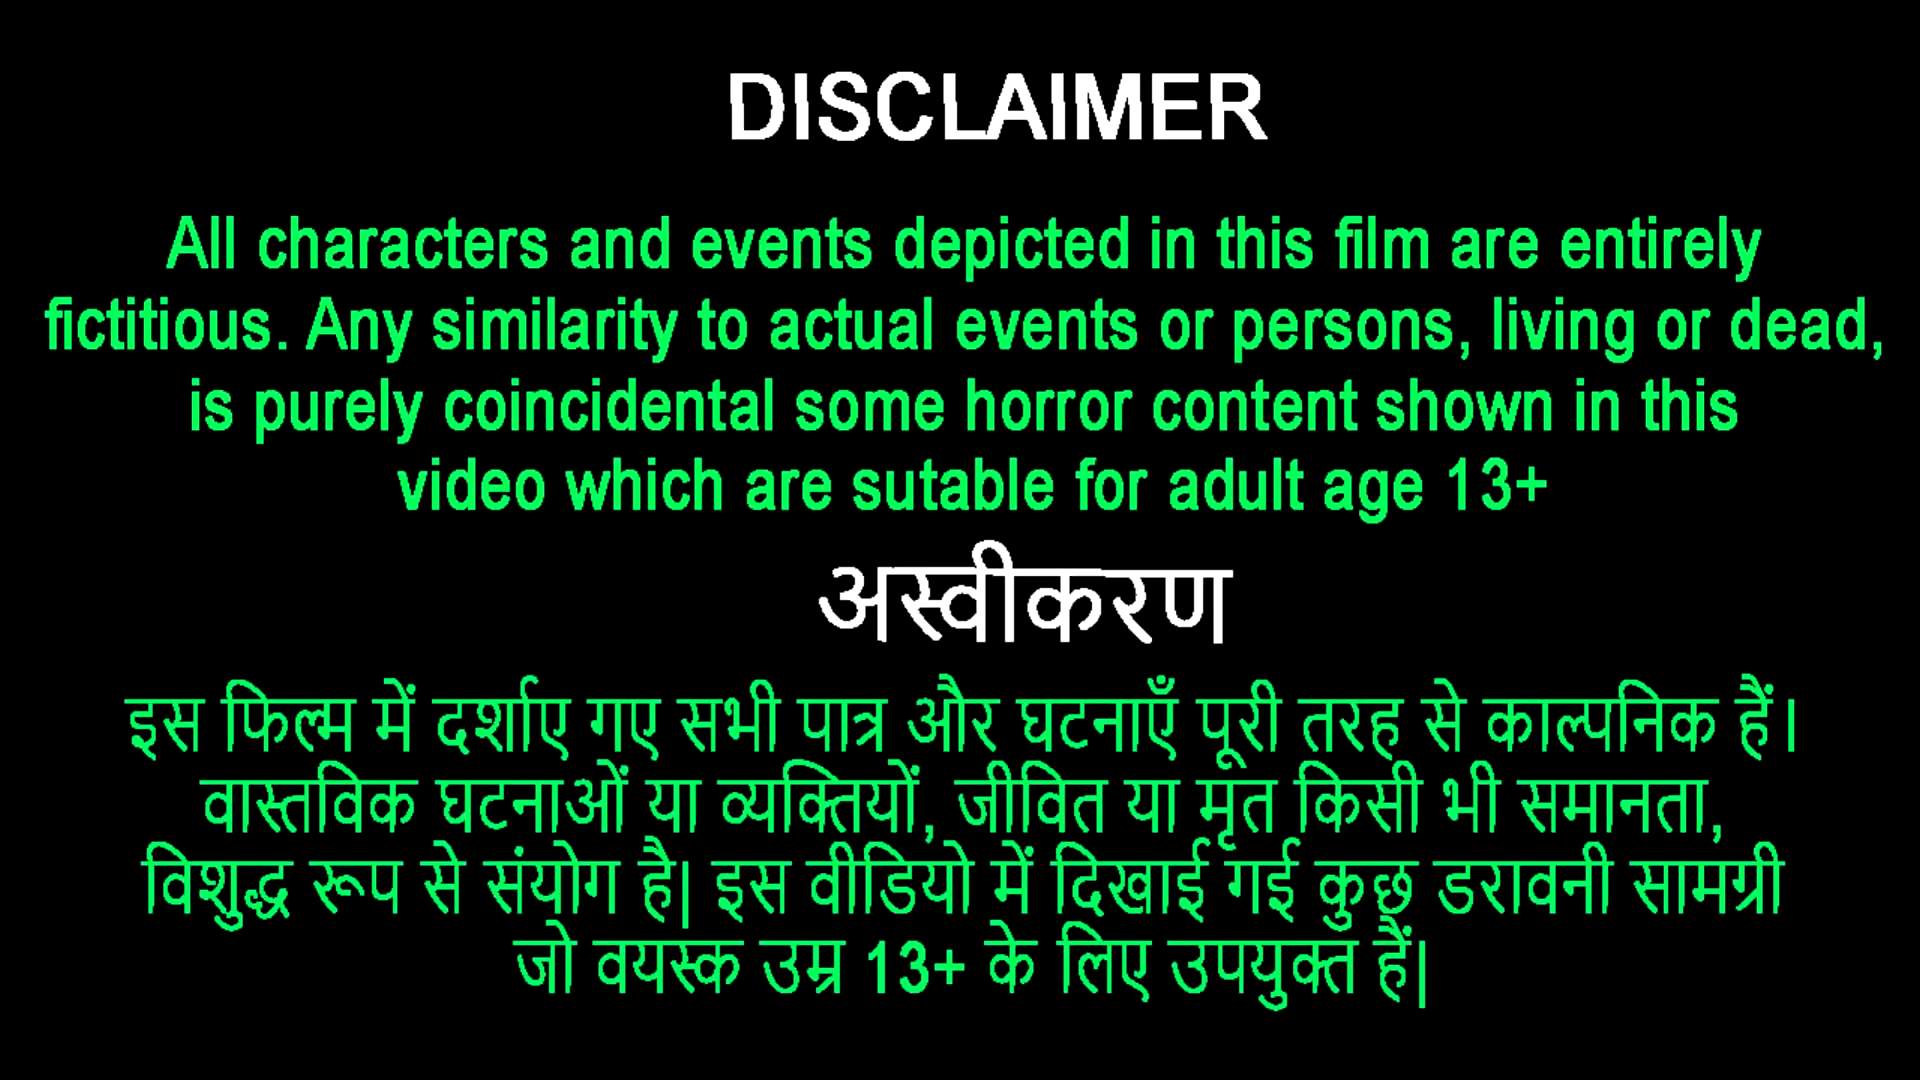 DISCLAIMER
All characters and events depicted in this film are entirely
fictitious. Any similarity to actual events or persons, living or dead,
is purely coincidental some horror content shown in this
video which are sutable for adult age 13+
अस्वीकरण
इस फिल्म में दर्शाए गए सभी पात्र और घटनाएँ पूरी तरह से काल्पनिक हैं।
वास्तविक घटनाओं या व्यक्तियों, जीवित या मृत किसी भी समानता,
विशुद्ध रूप से संयोग है| इस वीडियो में दिखाई गई कुछ डरावनी सामग्री
जो वयस्क उम्र 13+ के लिए उपयुक्त हैं|